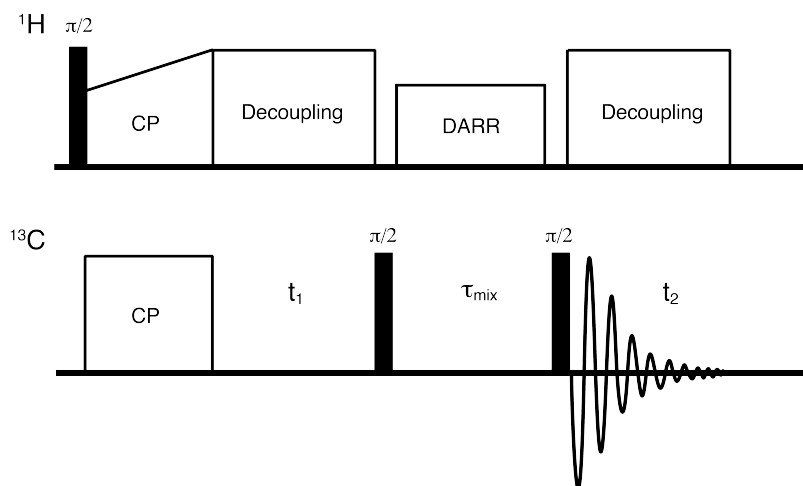 ¹H
π/2
CP
Decoupling
DARR
Decoupling
¹³C
π/2
π/2
CP
t₁
τmix
t₂